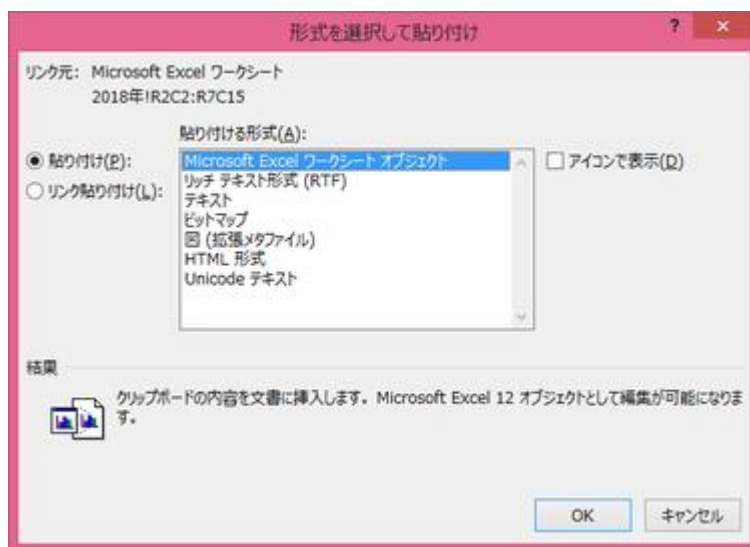 形式を選択して貼り付け
? ×
リンク元: Microsoft Excel ワークシート
2018年!R2C2:R7C15
貼り付ける形式(A):
貼り付け(P):
リンク貼り付け(L):
Microsoft Excel ワークシート オブジェクト
リッチ テキスト形式 (RTF)
テキスト
ビットマップ
図 (拡張メタファイル)
HTML 形式
Unicode テキスト
アイコンで表示(D)
結果
クリップボードの内容を文書に挿入します。Microsoft Excel 12 オブジェクトとして編集が可能になりま
す。
OK
キャンセル